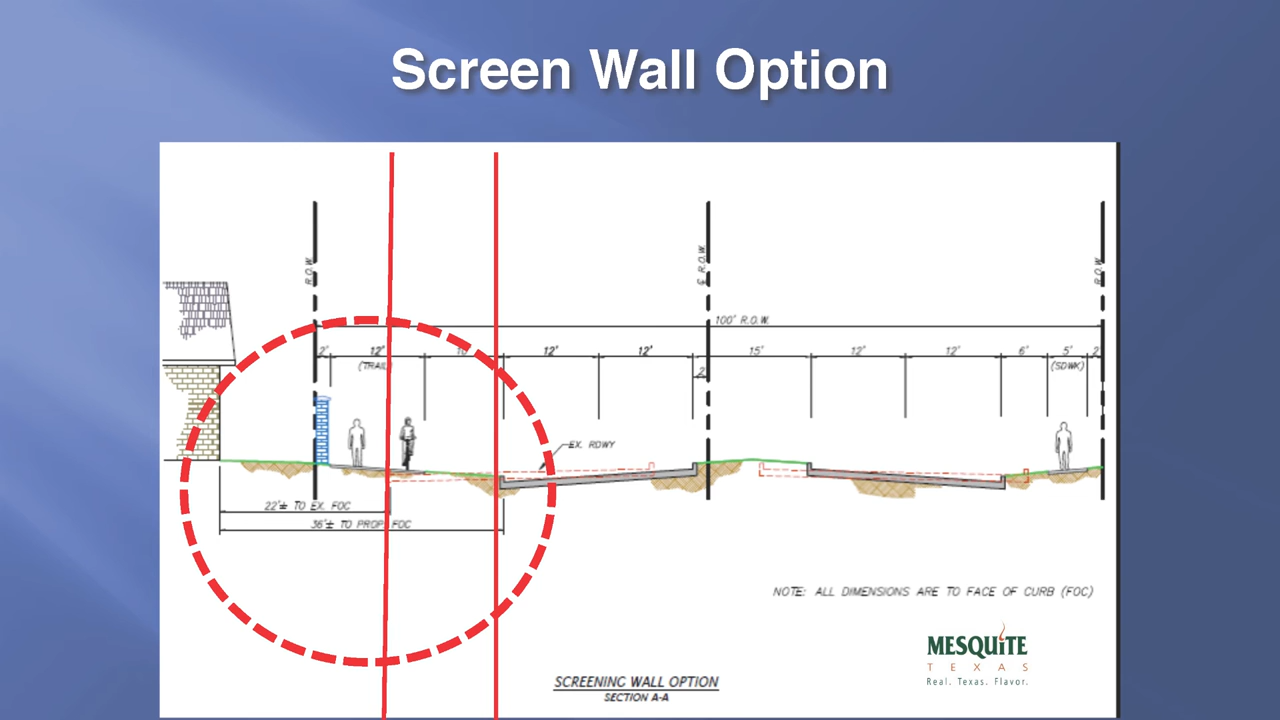 Screen Wall Option
R.O.W.
₵ R.O.W.
R.O.W.
100' R.O.W.
2' 12' 10' 12' 12' 15' 12' 12' 6' 5' 2'
(TRAIL) 2' (SDWK)
EX. RDWY
22'± TO EX. FOC
36'± TO PROP. FOC
NOTE: ALL DIMENSIONS ARE TO FACE OF CURB (FOC)
MESQUiTE
TEXAS
Real. Texas. Flavor.
SCREENING WALL OPTION
SECTION A-A